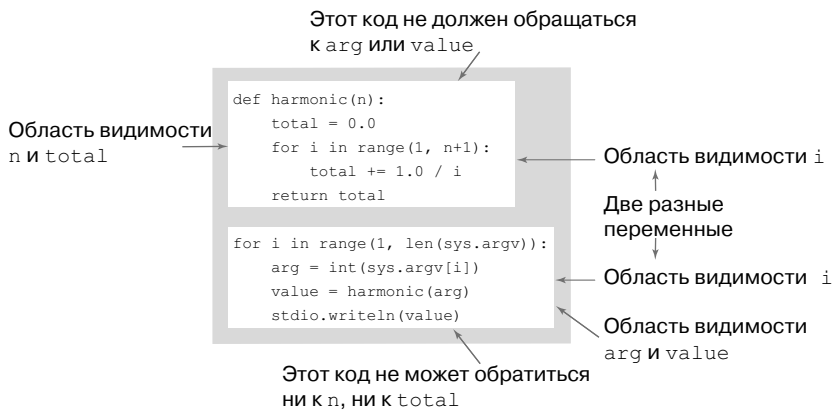 Этот код не должен обращаться
к arg или value
Область видимости
n и total
def harmonic(n):
    total = 0.0
    for i in range(1, n+1):
        total += 1.0 / i
    return total
Область видимости i
Две разные
переменные
for i in range(1, len(sys.argv)):
    arg = int(sys.argv[i])
    value = harmonic(arg)
    stdio.writeln(value)
Область видимости i
Область видимости
arg и value
Этот код не может обратиться
ни к n, ни к total